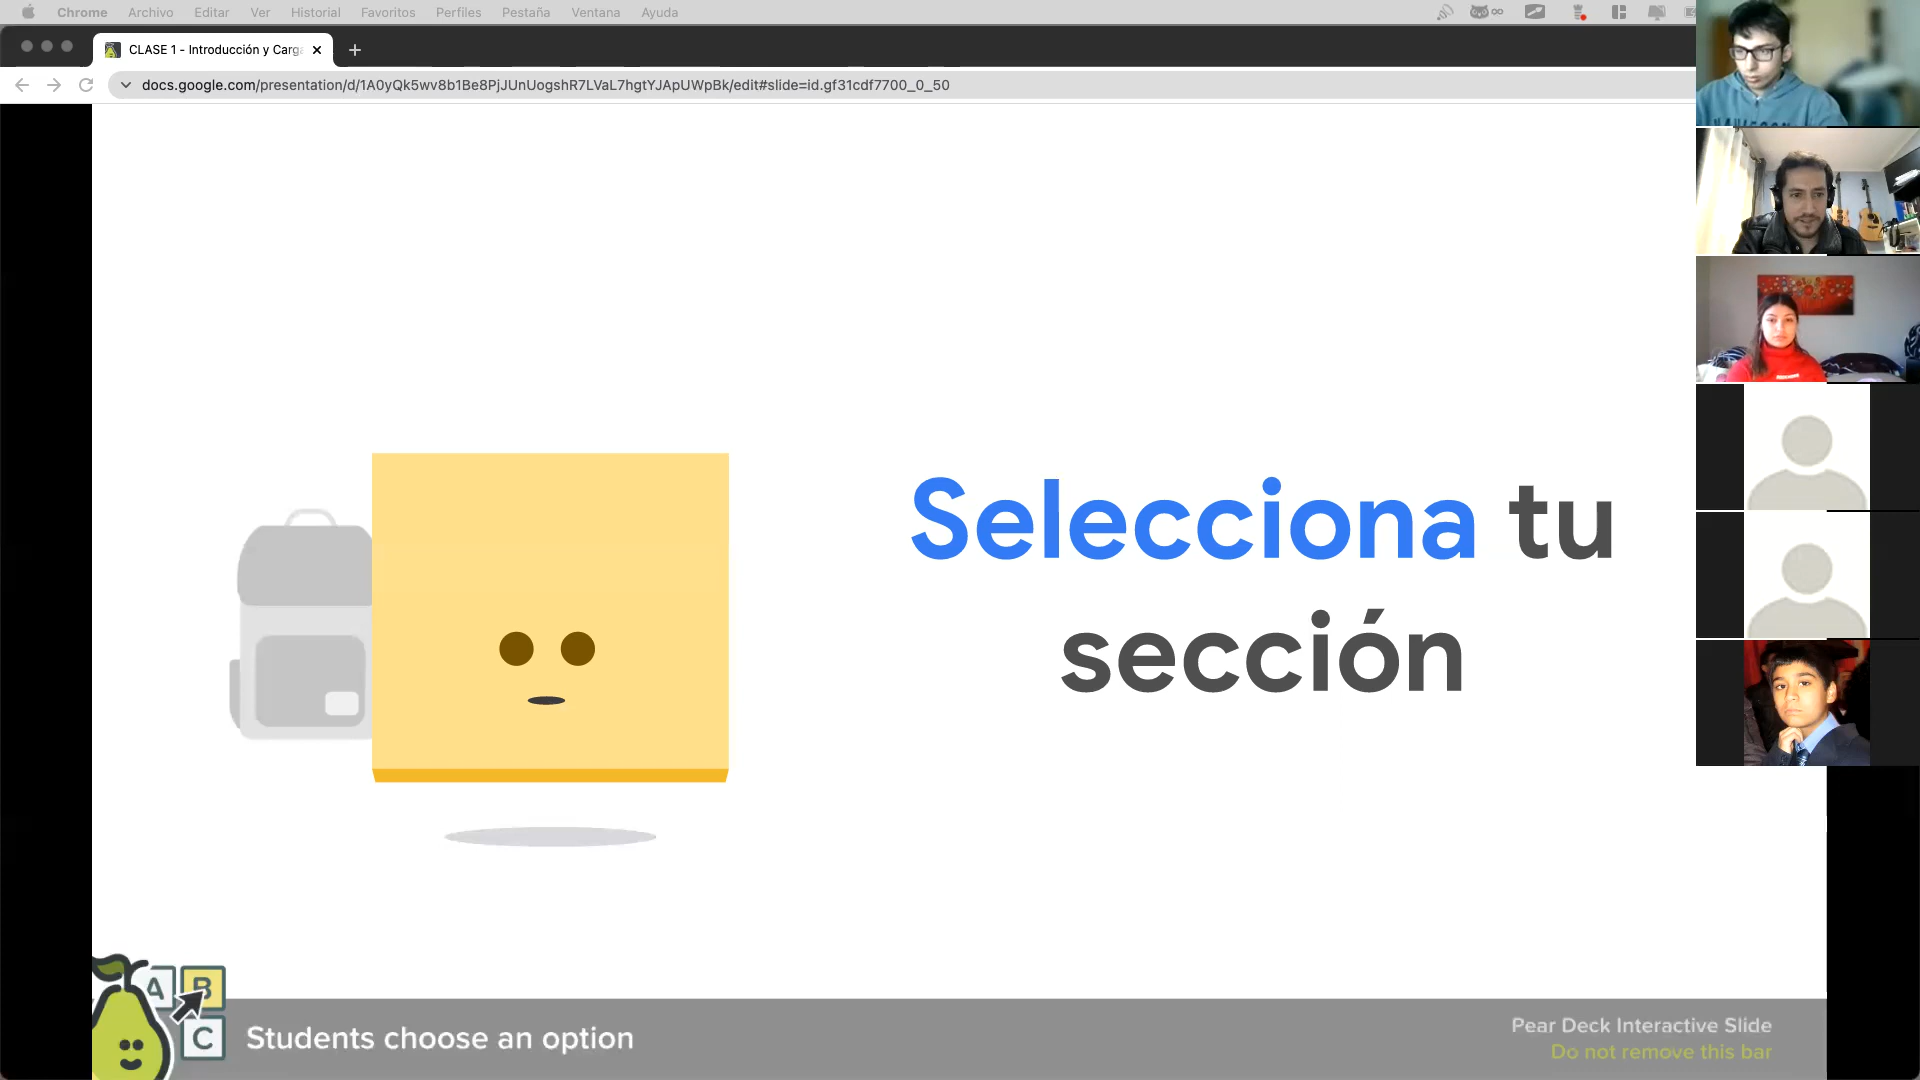 Chrome Archivo Editar Ver Historial Favoritos Perfiles Pestaña Ventana Ayuda
CLASE 1 - Introducción y Carga
docs.google.com/presentation/d/1A0yQk5wv8b1Be8PjJUnUogshR7LVaL7hgtYJApUWpBk/edit#slide=id.gf31cdf7700_0_50
Selecciona tu
sección
A B
C
Students choose an option
Pear Deck Interactive Slide
Do not remove this bar